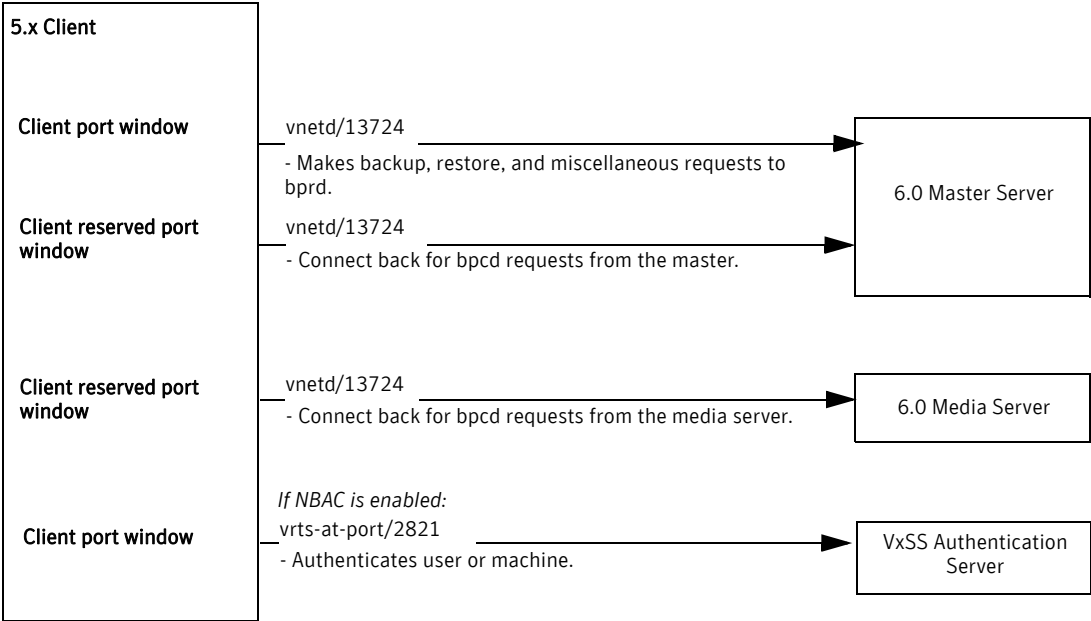 5.x Client
Client port window
vnetd/13724
- Makes backup, restore, and miscellaneous requests to
bprd.
6.0 Master Server
Client reserved port
window
vnetd/13724
- Connect back for bpcd requests from the master.
Client reserved port
window
vnetd/13724
- Connect back for bpcd requests from the media server.
6.0 Media Server
If NBAC is enabled:
Client port window
vrts-at-port/2821
- Authenticates user or machine.
VxSS Authentication
Server